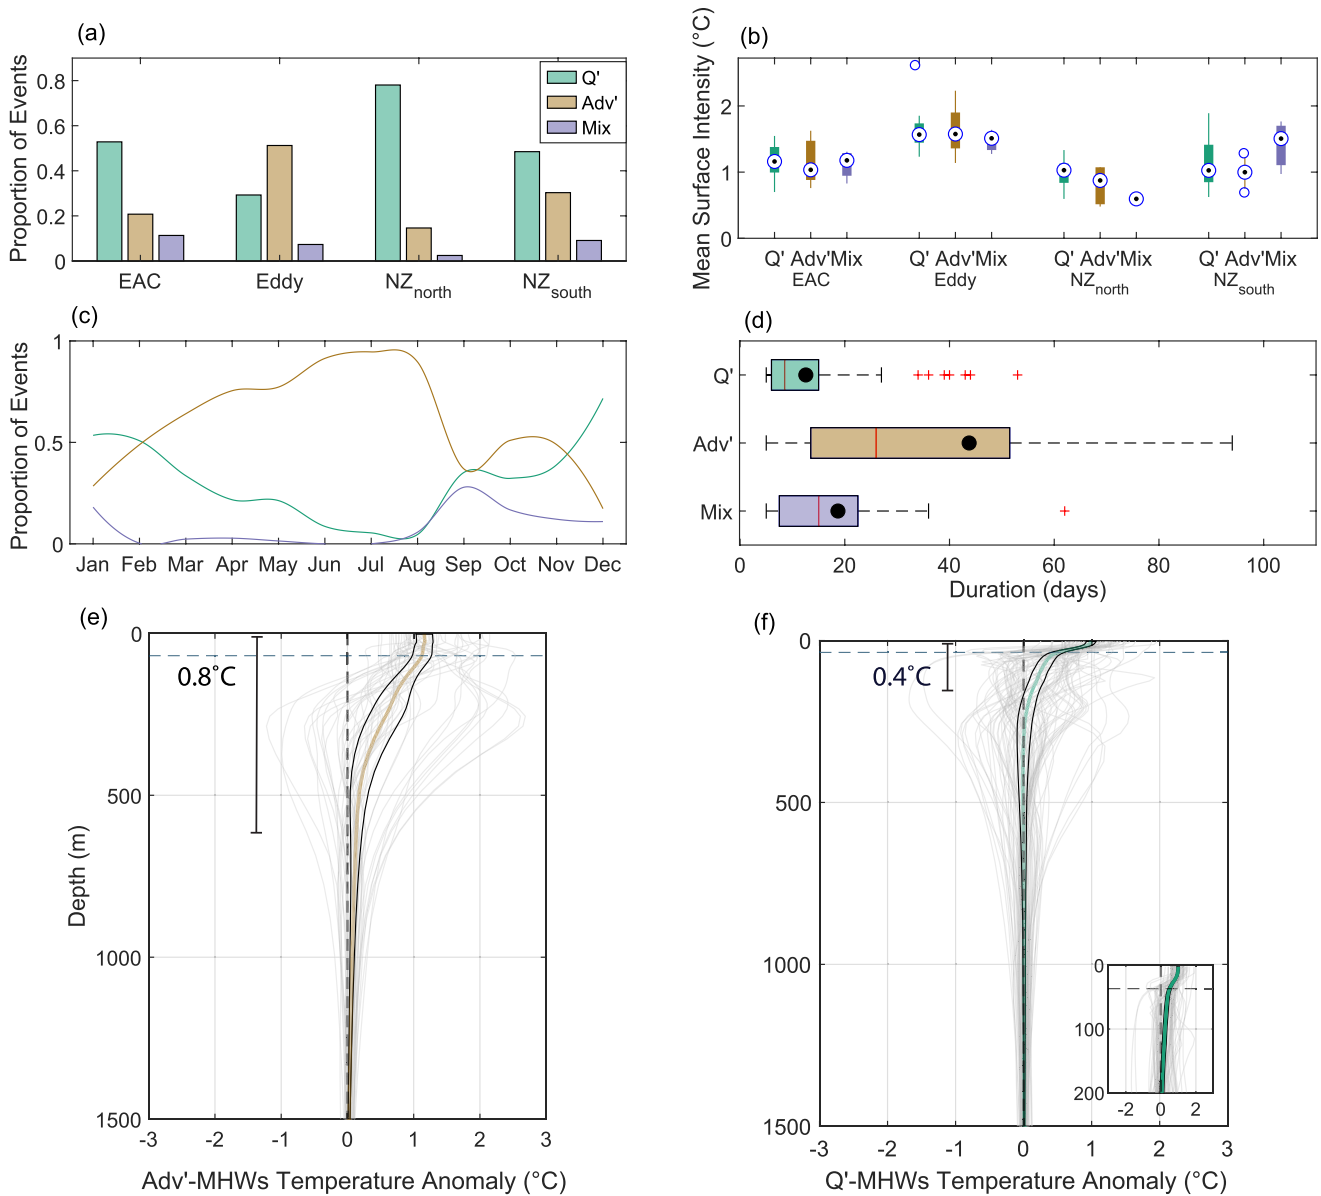 (a)
Proportion of Events
0.8
0.6
0.4
0.2
0
Q'
Adv'
Mix
EAC Eddy NZnorth NZsouth
(b)
Mean Surface Intensity (°C)
2
1
0
Q' Adv'Mix Q' Adv'Mix Q' Adv'Mix Q' Adv'Mix
EAC Eddy NZnorth NZsouth
(c)
Proportion of Events
1
0.5
0
Jan Feb Mar Apr May Jun Jul Aug Sep Oct Nov Dec
(d)
Q'
Adv'
Mix
0 20 40 60 80 100
Duration (days)
(e)
0
0.8°C
500
Depth (m)
1000
1500
-3 -2 -1 0 1 2 3
Adv'-MHWs Temperature Anomaly (°C)
(f)
0
0.4°C
500
1000
1500
0
100
200
-2 0 2
-3 -2 -1 0 1 2 3
Q'-MHWs Temperature Anomaly (°C)